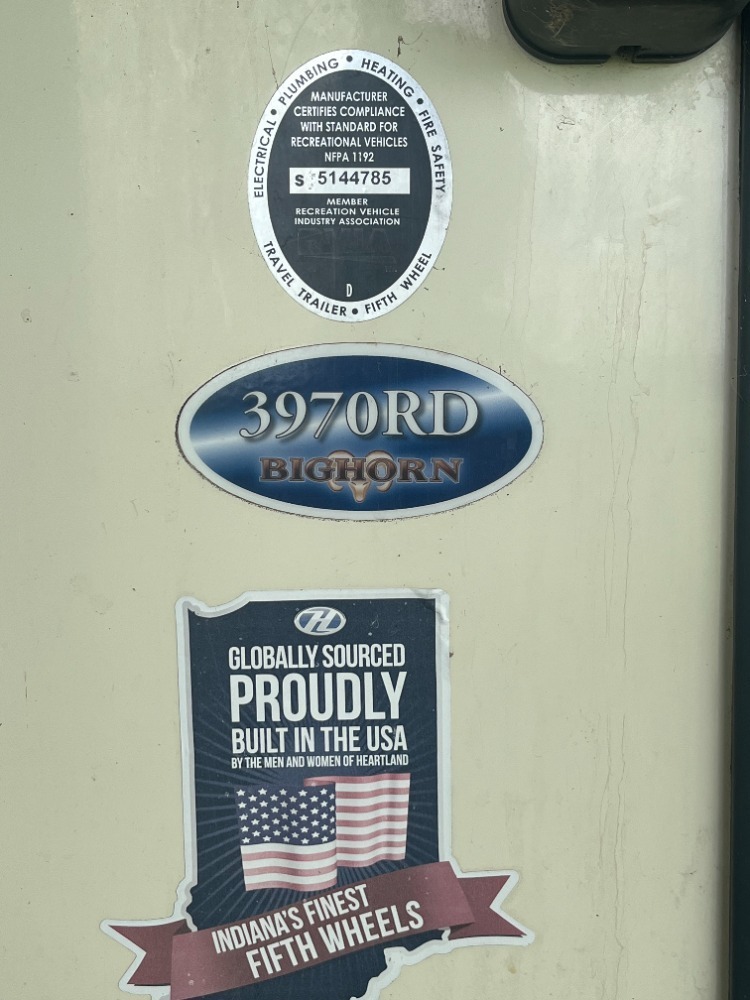 ELECTRICAL • PLUMBING • HEATING • FIRE SAFETY
MANUFACTURER
CERTIFIES COMPLIANCE
WITH STANDARD FOR
RECREATIONAL VEHICLES
NFPA 1192
S 5144785
MEMBER
RECREATION VEHICLE
INDUSTRY ASSOCIATION
D
TRAVEL TRAILER • FIFTH WHEEL
3970RD
BIGHORN
H
GLOBALLY SOURCED
PROUDLY
BUILT IN THE USA
BY THE MEN AND WOMEN OF HEARTLAND
INDIANA'S FINEST
FIFTH WHEELS